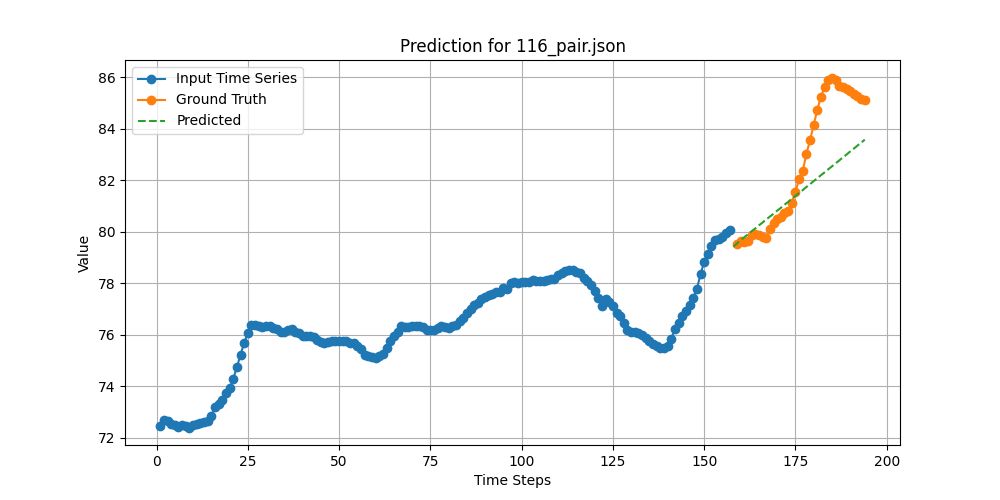 Prediction for 116_pair.json
Input Time Series
Ground Truth
Predicted
86
84
82
80
78
76
74
72
Value
0 25 50 75 100 125 150 175 200
Time Steps